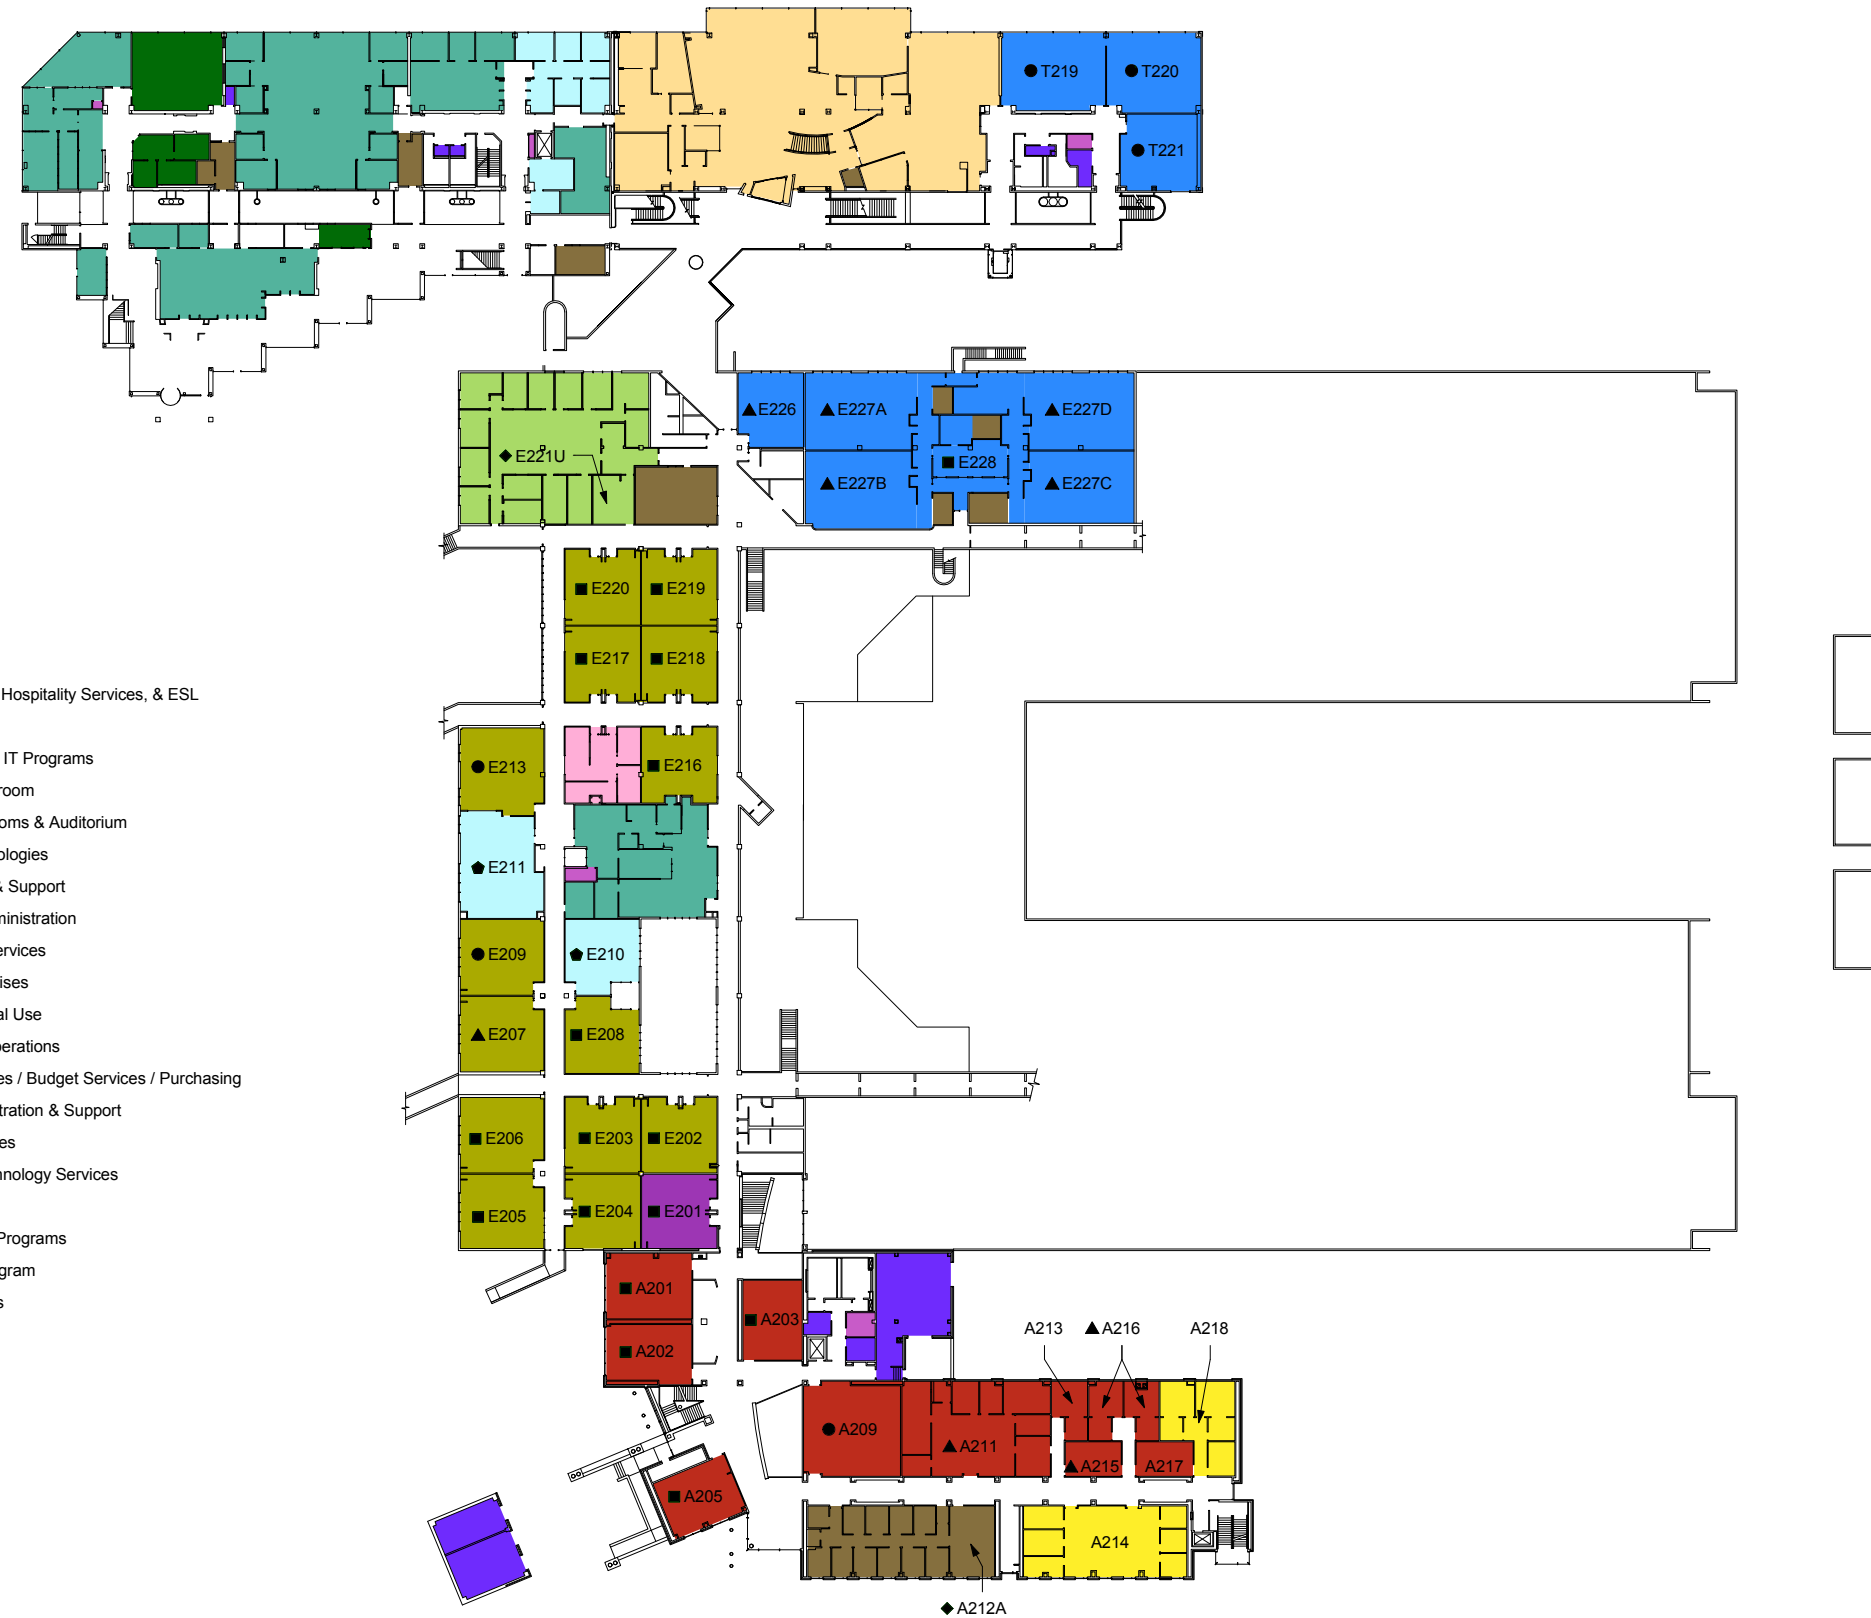 T219
T220
T221
E226
E227A
E227D
E221U
E228
E227B
E227C
E220
E219
E217
E218
Hospitality Services, & ESL
IT Programs
E213
E216
room
oms & Auditorium
ologies
E211
& Support
ministration
ervices
E209
E210
ises
al Use
E207
E208
perations
es / Budget Services / Purchasing
tration & Support
E206
E203
E202
es
hnology Services
E205
E204
E201
Programs
gram
A201
s
A203
A213
A216
A218
A202
A209
A211
A215
A217
A205
A214
A212A